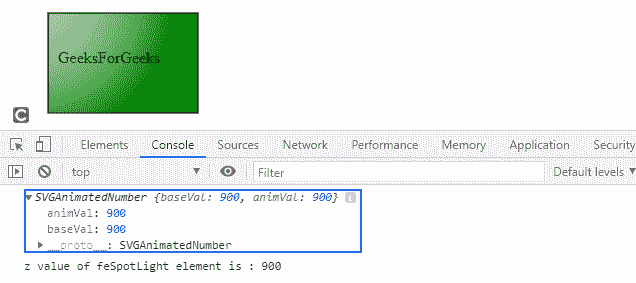 GeeksForGeeks
Elements Console Sources Network Performance Memory Application Security
top Filter Default levels
SVGAnimatedNumber {baseVal: 900, animVal: 900} i
animVal: 900
baseVal: 900
__proto__: SVGAnimatedNumber
z value of feSpotLight element is : 900